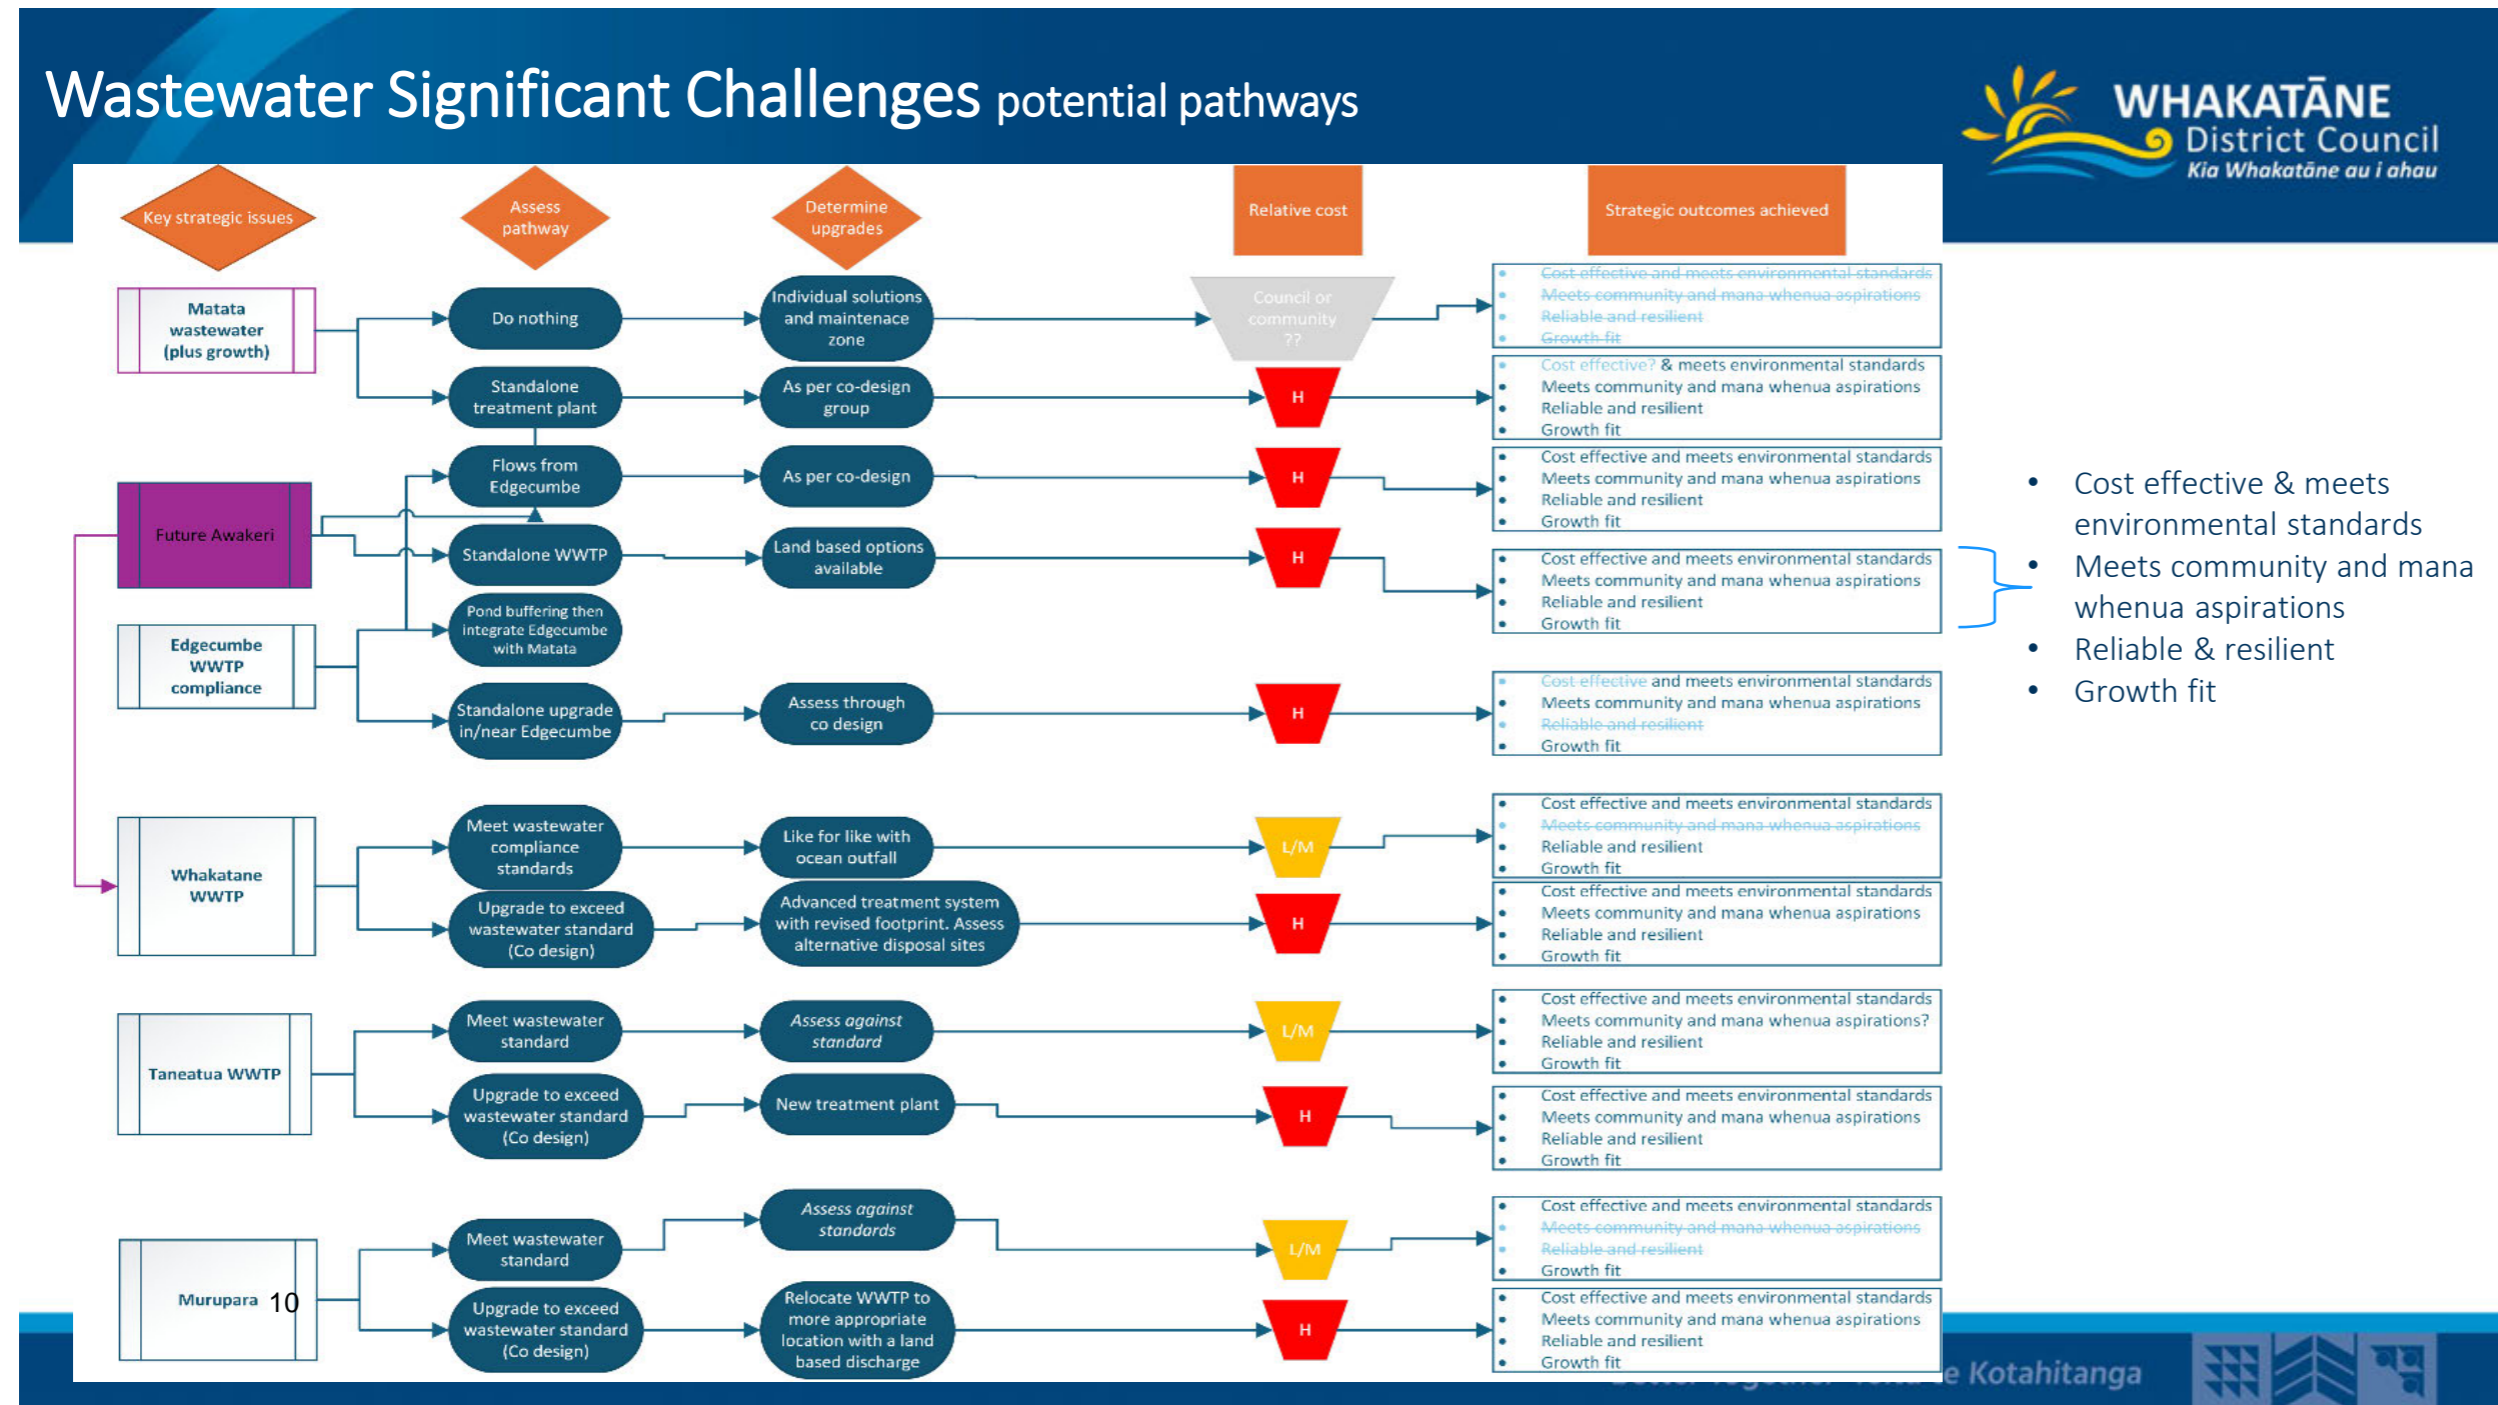 Wastewater Significant Challenges potential pathways
WHAKATĀNE
District Council
Kia Whakatāne au i ahau
Key strategic issues
Assess
pathway
Determine
upgrades
Relative cost
Strategic outcomes achieved
Matata
wastewater
(plus growth)
Do nothing
Individual solutions
and maintenace
zone
Council or
community
??
• Cost effective and meets environmental standards
• Meets community and mana whenua aspirations
• Reliable and resilient
• Growth fit
Standalone
treatment plant
As per co-design
group
H
• Cost effective? & meets environmental standards
• Meets community and mana whenua aspirations
• Reliable and resilient
• Growth fit
Future Awakeri
Flows from
Edgecumbe
As per co-design
H
• Cost effective and meets environmental standards
• Meets community and mana whenua aspirations
• Reliable and resilient
• Growth fit
Standalone WWTP
Land based options
available
H
• Cost effective and meets environmental standards
• Meets community and mana whenua aspirations
• Reliable and resilient
• Growth fit
• Cost effective & meets
environmental standards
• Meets community and mana
whenua aspirations
• Reliable & resilient
• Growth fit
Edgecumbe
WWTP
compliance
Pond buffering then
integrate Edgecumbe
with Matata
Standalone upgrade
in/near Edgecumbe
Assess through
co design
H
• Cost effective and meets environmental standards
• Meets community and mana whenua aspirations
• Reliable and resilient
• Growth fit
Whakatane
WWTP
Meet wastewater
compliance
standards
Like for like with
ocean outfall
L/M
• Cost effective and meets environmental standards
• Meets community and mana whenua aspirations
• Reliable and resilient
• Growth fit
Upgrade to exceed
wastewater standard
(Co design)
Advanced treatment system
with revised footprint. Assess
alternative disposal sites
H
• Cost effective and meets environmental standards
• Meets community and mana whenua aspirations
• Reliable and resilient
• Growth fit
Taneatua WWTP
Meet wastewater
standard
Assess against
standard
L/M
• Cost effective and meets environmental standards
• Meets community and mana whenua aspirations?
• Reliable and resilient
• Growth fit
Upgrade to exceed
wastewater standard
(Co design)
New treatment plant
H
• Cost effective and meets environmental standards
• Meets community and mana whenua aspirations
• Reliable and resilient
• Growth fit
Murupara
10
Meet wastewater
standard
Assess against
standards
L/M
• Cost effective and meets environmental standards
• Meets community and mana whenua aspirations
• Reliable and resilient
• Growth fit
Upgrade to exceed
wastewater standard
(Co design)
Relocate WWTP to
more appropriate
location with a land
based discharge
H
• Cost effective and meets environmental standards
• Meets community and mana whenua aspirations
• Reliable and resilient
• Growth fit
e Kotahitanga